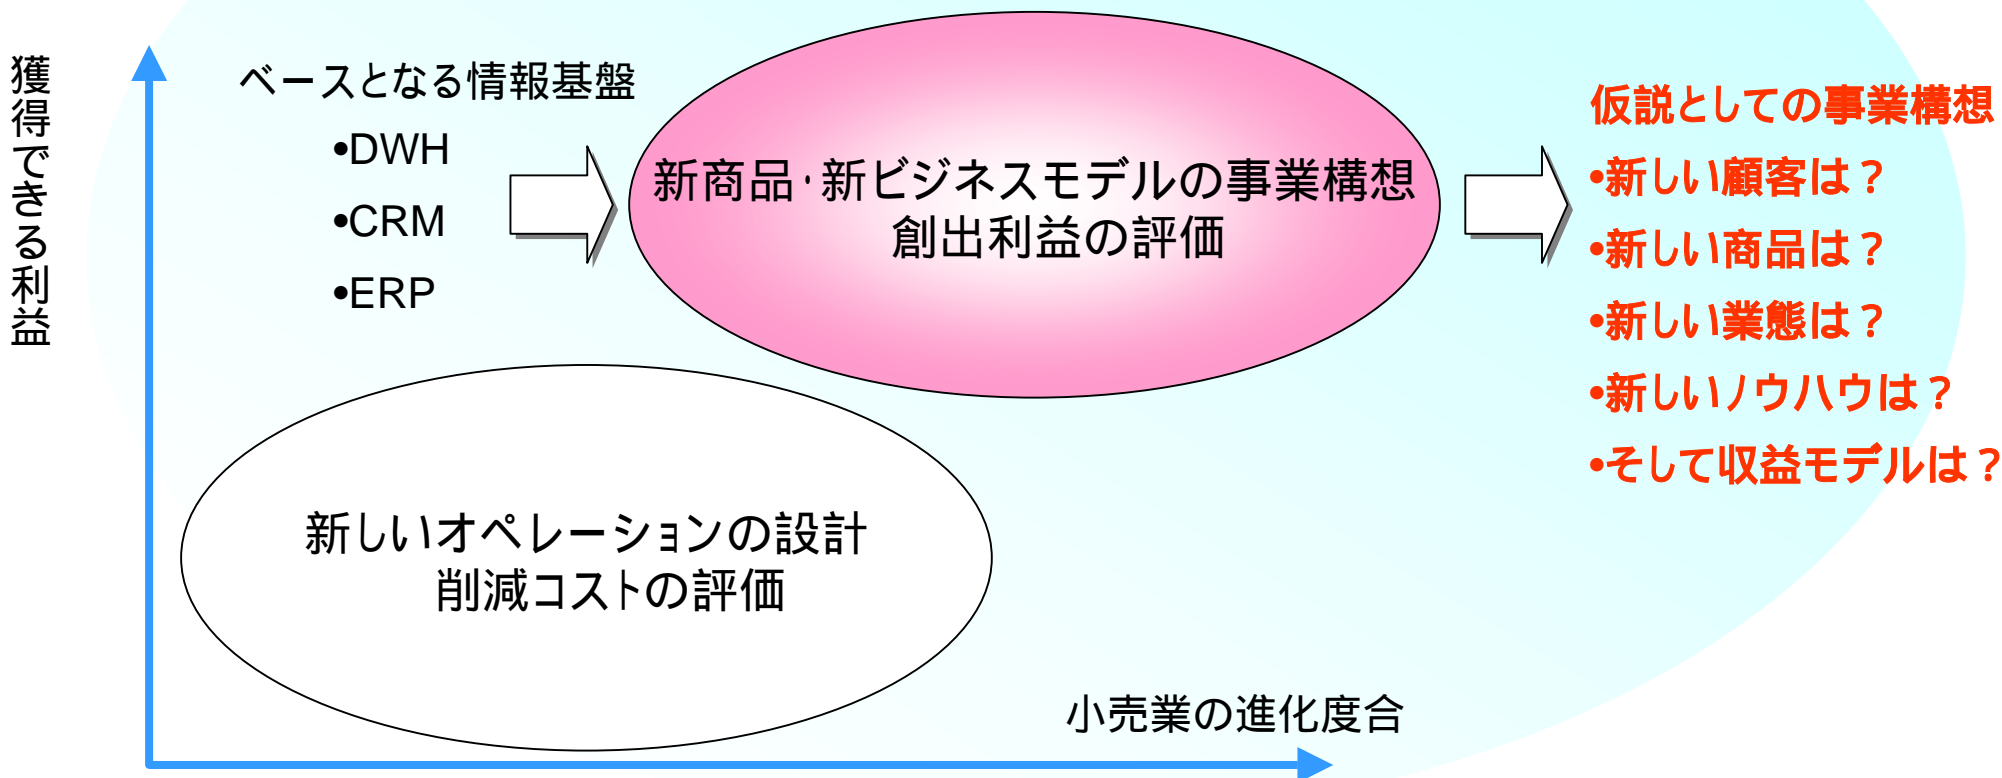 獲得できる利益
ベースとなる情報基盤
•DWH
•CRM
•ERP
新商品・新ビジネスモデルの事業構想
創出利益の評価
仮説としての事業構想
•新しい顧客は？
•新しい商品は？
•新しい業態は？
•新しいノウハウは？
•そして収益モデルは？
新しいオペレーションの設計
削減コストの評価
小売業の進化度合